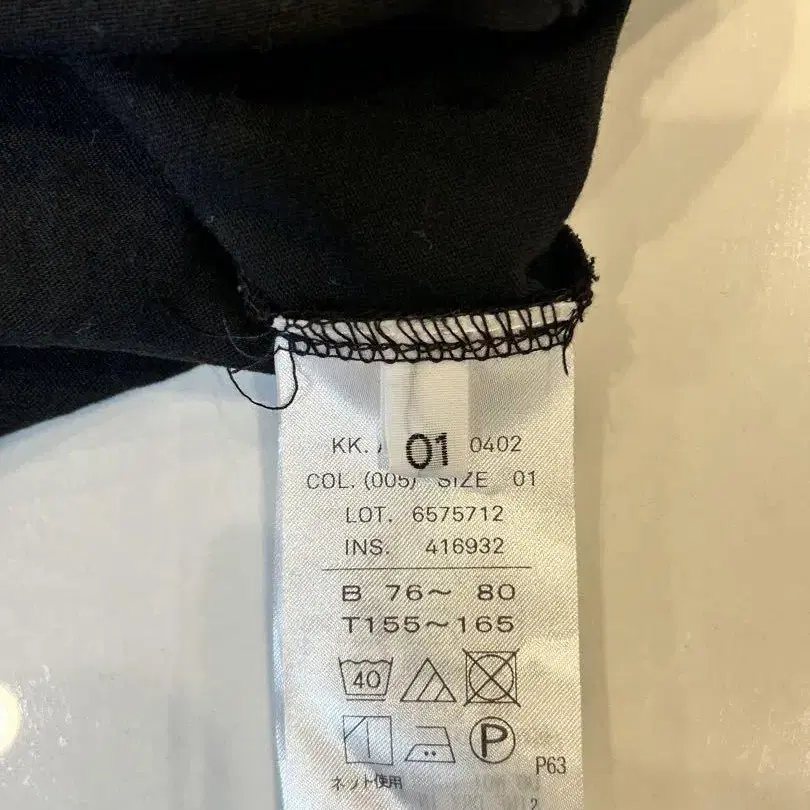 KK. 01 0402
COL. (005) SIZE 01
LOT. 6575712
INS. 416932
B 76〜 80
T155〜165
40
P
P63
ネット使用
2